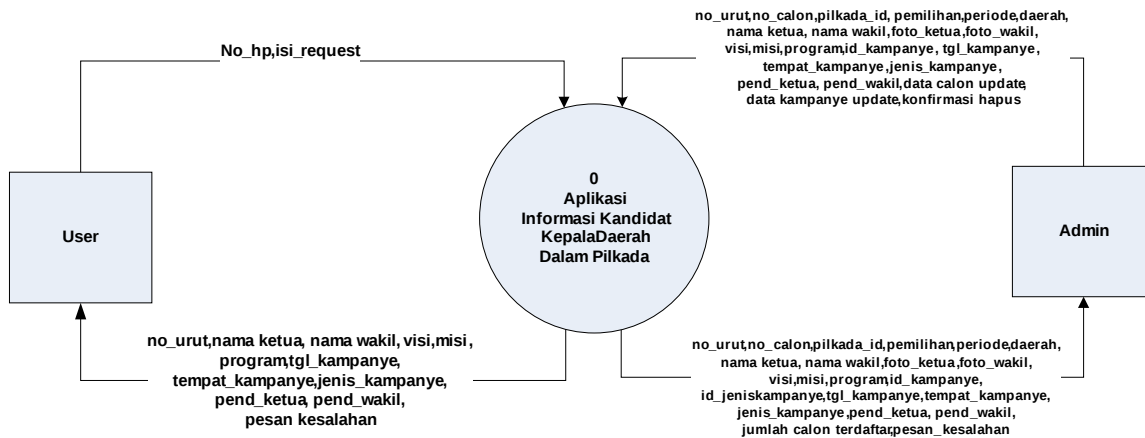 No_hp,isi_request
no_urut,no_calon,pilkada_id, pemilihan,periode,daerah,
nama ketua, nama wakil,foto_ketua,foto_wakil,
visi,misi,program,id_kampanye, tgl_kampanye,
tempat_kampanye,jenis_kampanye,
pend_ketua, pend_wakil,data calon update,
data kampanye update,konfirmasi hapus
User
0
Aplikasi
Informasi Kandidat
KepalaDaerah
Dalam Pilkada
Admin
no_urut,nama ketua, nama wakil, visi,misi,
program,tgl_kampanye,
tempat_kampanye,jenis_kampanye,
pend_ketua, pend_wakil,
pesan kesalahan
no_urut,no_calon,pilkada_id,pemilihan,periode,daerah,
nama ketua, nama wakil,foto_ketua,foto_wakil,
visi,misi,program,id_kampanye,
id_jeniskampanye,tgl_kampanye,tempat_kampanye,
jenis_kampanye,pend_ketua, pend_wakil,
jumlah calon terdaftar,pesan_kesalahan